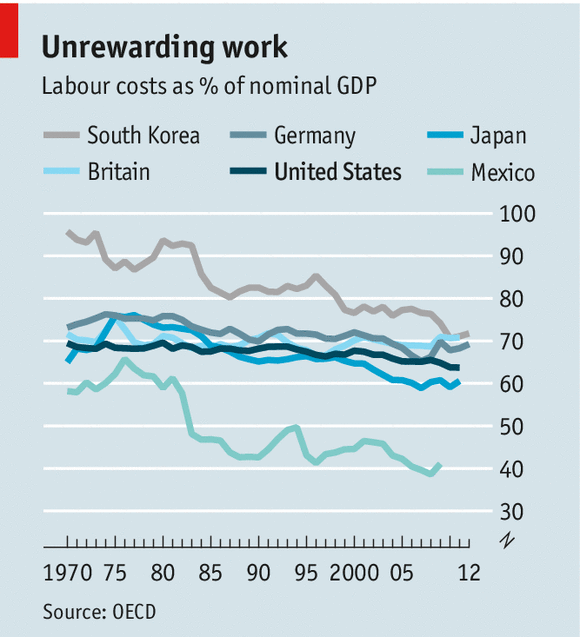 Unrewarding work
Labour costs as % of nominal GDP
South Korea Germany Japan
Britain United States Mexico
100
90
80
70
60
50
40
30
1970 75 80 85 90 95 2000 05 12
Source: OECD